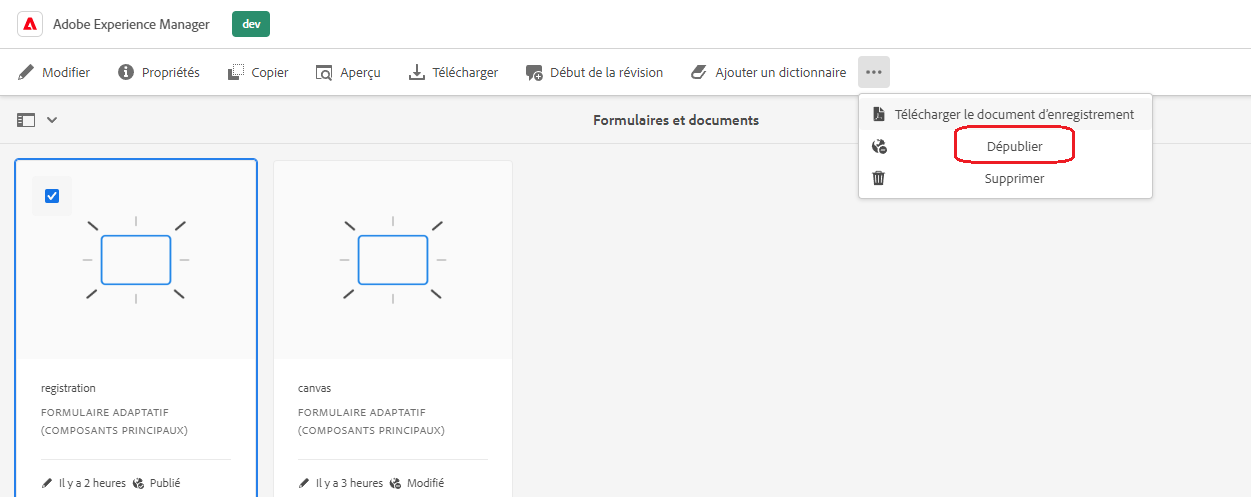 Adobe Experience Manager dev
Modifier Propriétés Copier Aperçu Télécharger Début de la révision Ajouter un dictionnaire
Télécharger le document d’enregistrement
Dépublier
Supprimer
Formulaires et documents
registration
FORMULAIRE ADAPTATIF
(COMPOSANTS PRINCIPAUX)
Il y a 2 heures Publié
canvas
FORMULAIRE ADAPTATIF
(COMPOSANTS PRINCIPAUX)
Il y a 3 heures Modifié